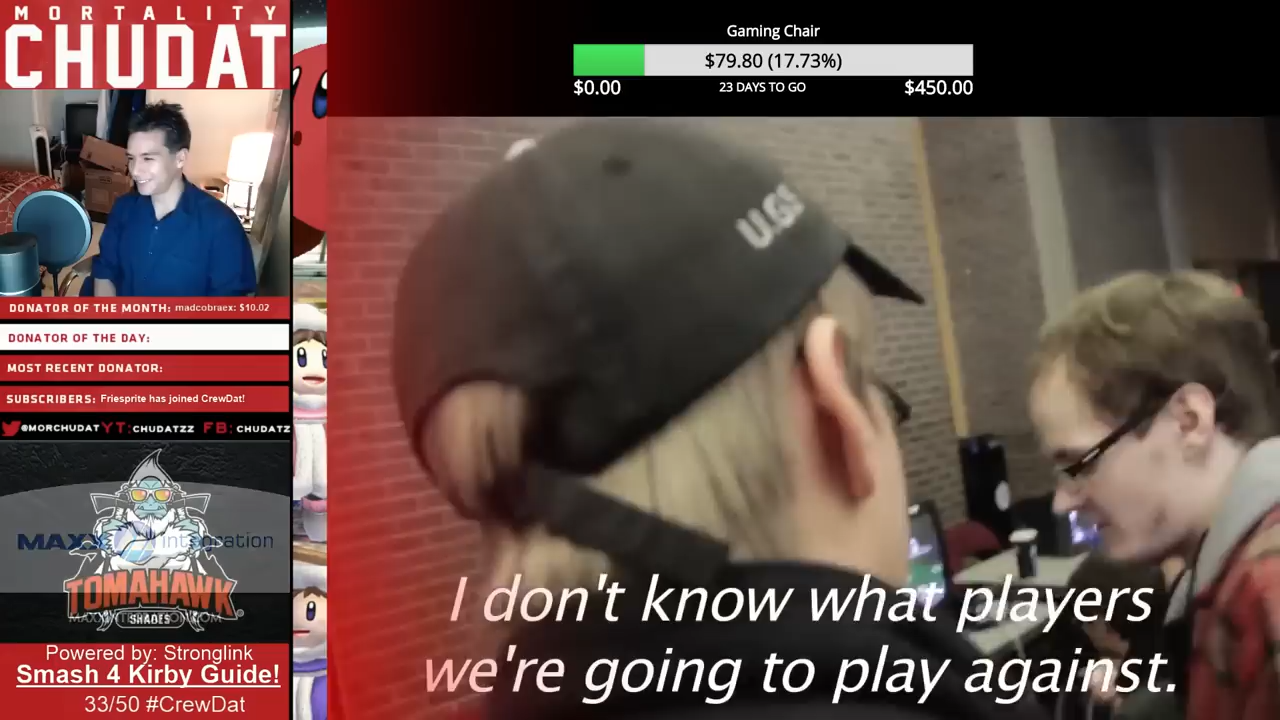 MORTALITY
CHUDAT
DONATOR OF THE MONTH: madcobraex: $10.02
DONATOR OF THE DAY:
MOST RECENT DONATOR:
SUBSCRIBERS: Friesprite has joined CrewDat!
@MORCHUDAT YT: CHUDATZZ FB: CHUDATZ
TOMAHAWK
SHADES
Powered by: Stronglink
Smash 4 Kirby Guide!
33/50 #CrewDat
Gaming Chair
$79.80 (17.73%)
$0.00 23 DAYS TO GO $450.00
I don't know what players
we're going to play against.